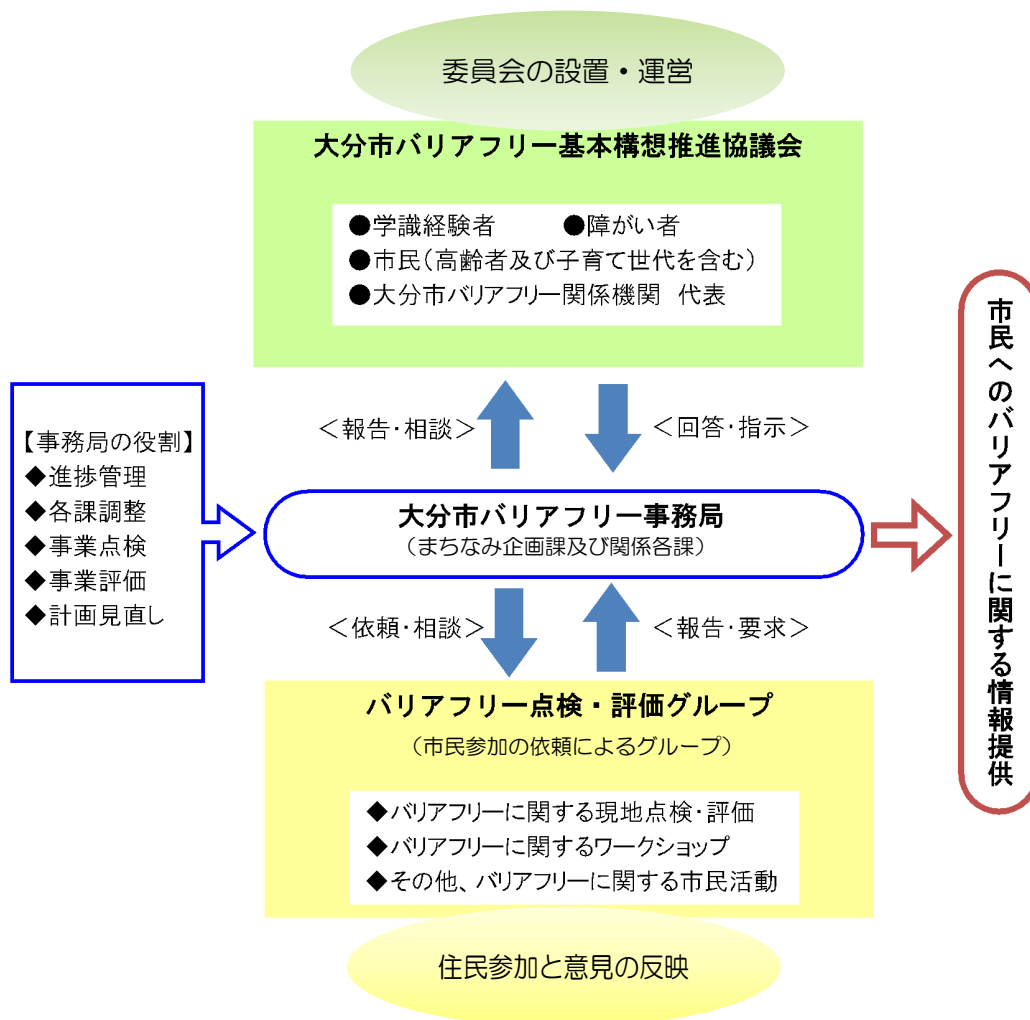 委員会の設置・運営
大分市バリアフリー基本構想推進協議会
●学識経験者　●障がい者
●市民(高齢者及び子育て世代を含む)
●大分市バリアフリー関係機関　代表
＜報告・相談＞
＜回答・指示＞
【事務局の役割】
◆進捗管理
◆各課調整
◆事業点検
◆事業評価
◆計画見直し
大分市バリアフリー事務局
(まちなみ企画課及び関係各課)
＜依頼・相談＞
＜報告・要求＞
バリアフリー点検・評価グループ
(市民参加の依頼によるグループ)
◆バリアフリーに関する現地点検・評価
◆バリアフリーに関するワークショップ
◆その他、バリアフリーに関する市民活動
住民参加と意見の反映
市民へのバリアフリーに関する情報提供